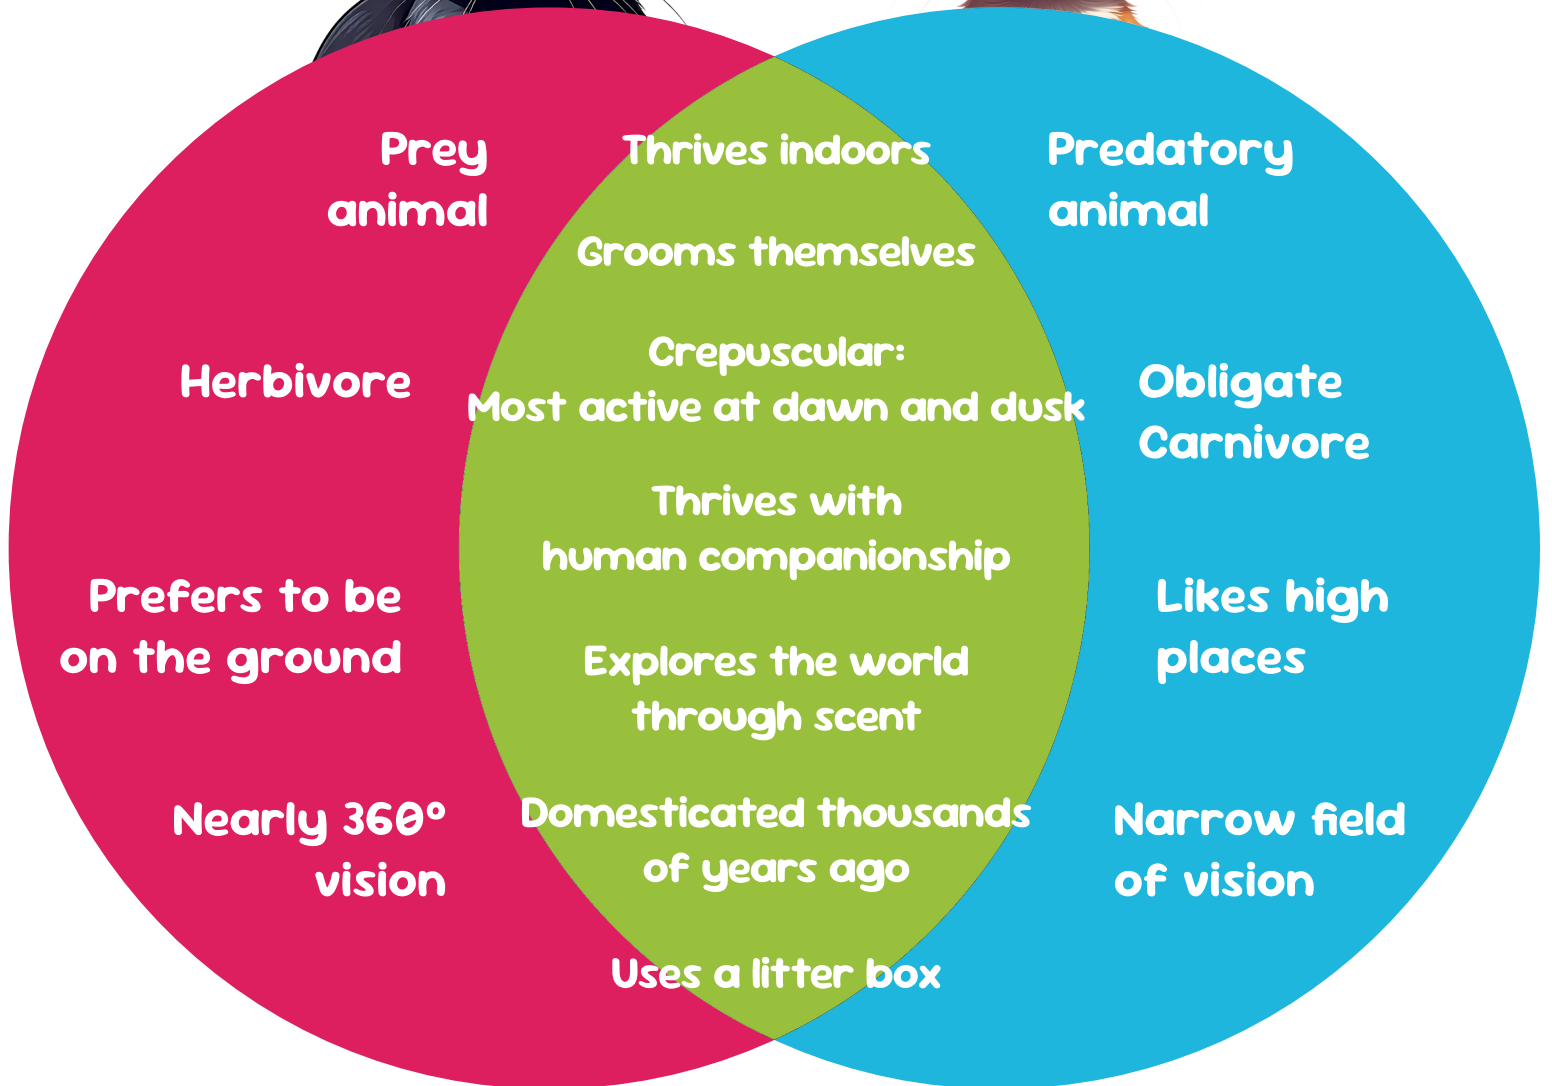 Prey
animal
Herbivore
Prefers to be
on the ground
Nearly 360°
vision
Thrives indoors
Grooms themselves
Crepuscular:
Most active at dawn and dusk
Thrives with
human companionship
Explores the world
through scent
Domesticated thousands
of years ago
Uses a litter box
Predatory
animal
Obligate
Carnivore
Likes high
places
Narrow field
of vision